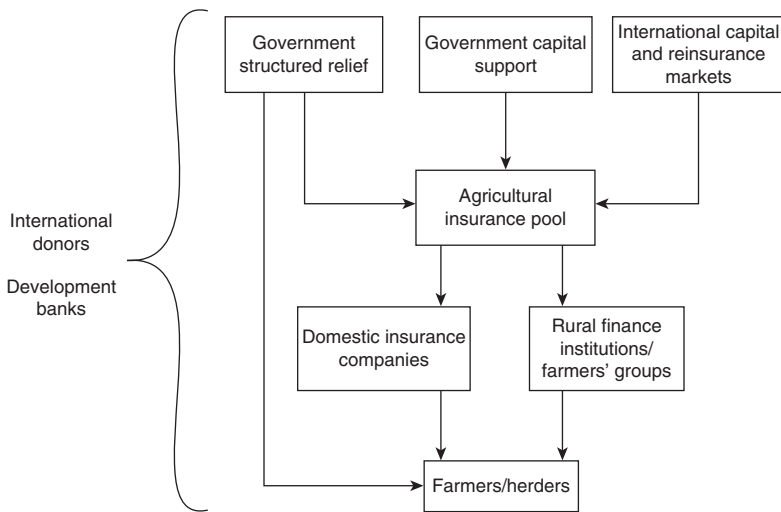 Government
structured relief
Government capital
support
International capital
and reinsurance
markets
Agricultural
insurance pool
International
donors
Development
banks
Domestic insurance
companies
Rural finance
institutions/
farmers’ groups
Farmers/herders